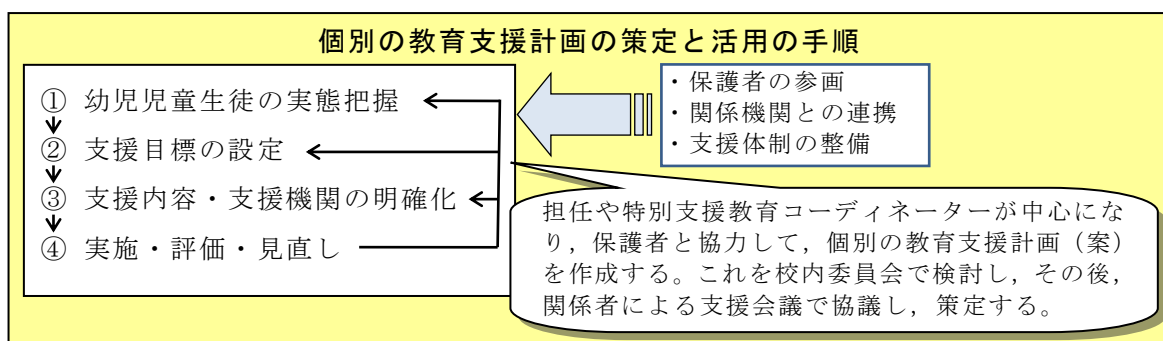 個別の教育支援計画の策定と活用の手順
① 幼児児童生徒の実態把握
② 支援目標の設定
③ 支援内容・支援機関の明確化
④ 実施・評価・見直し
・保護者の参画
・関係機関との連携
・支援体制の整備
担任や特別支援教育コーディネーターが中心にな
り，保護者と協力して，個別の教育支援計画（案）
を作成する。これを校内委員会で検討し，その後，
関係者による支援会議で協議し，策定する。